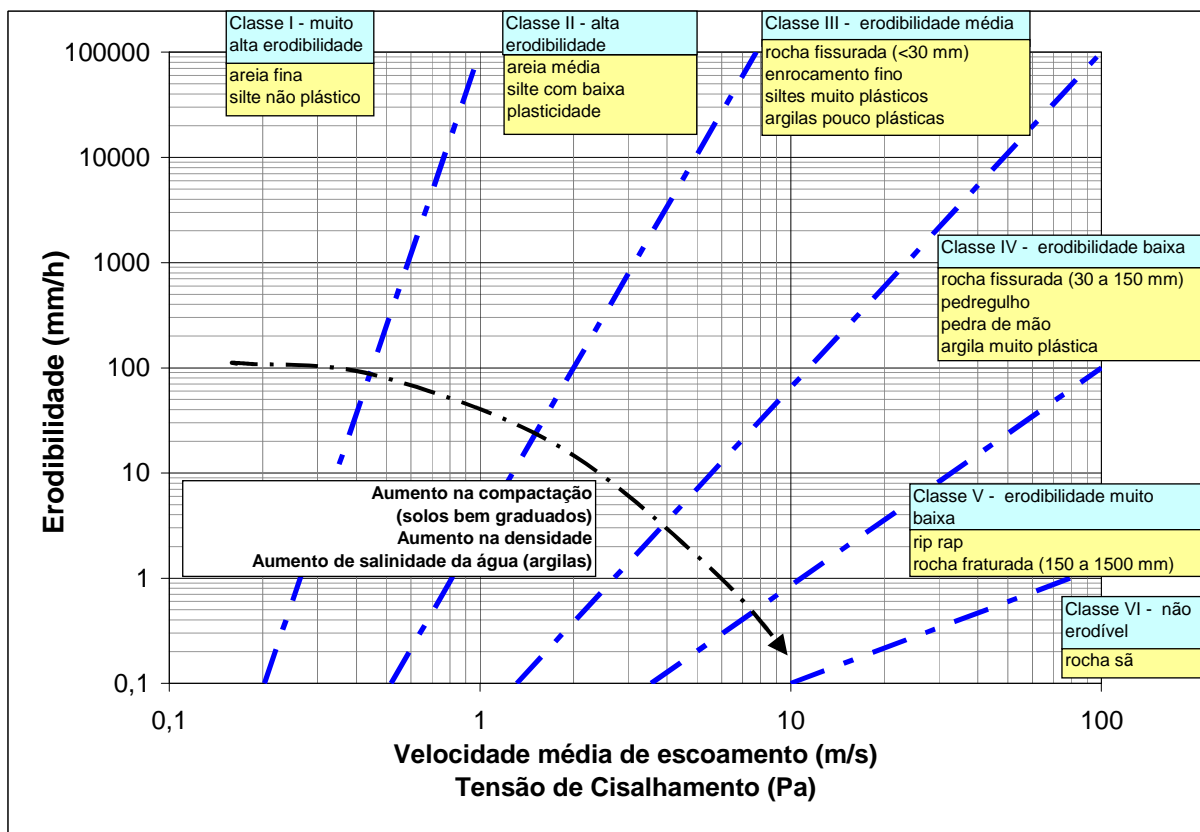 Classe I - muito
alta erodibilidade
areia fina
silte não plástico
Classe II - alta
erodibilidade
areia média
silte com baixa
plasticidade
Classe III - erodibilidade média
rocha fissurada (<30 mm)
enrocamento fino
siltes muito plásticos
argilas pouco plásticas
Classe IV - erodibilidade baixa
rocha fissurada (30 a 150 mm)
pedregulho
pedra de mão
argila muito plástica
Classe V - erodibilidade muito
baixa
rip rap
rocha fraturada (150 a 1500 mm)
Classe VI - não
erodível
rocha sã
Aumento na compactação
(solos bem graduados)
Aumento na densidade
Aumento de salinidade da água (argilas)
Erodibilidade (mm/h)
100000
10000
1000
100
10
1
0,1
0,1
1
10
100
Velocidade média de escoamento (m/s)
Tensão de Cisalhamento (Pa)